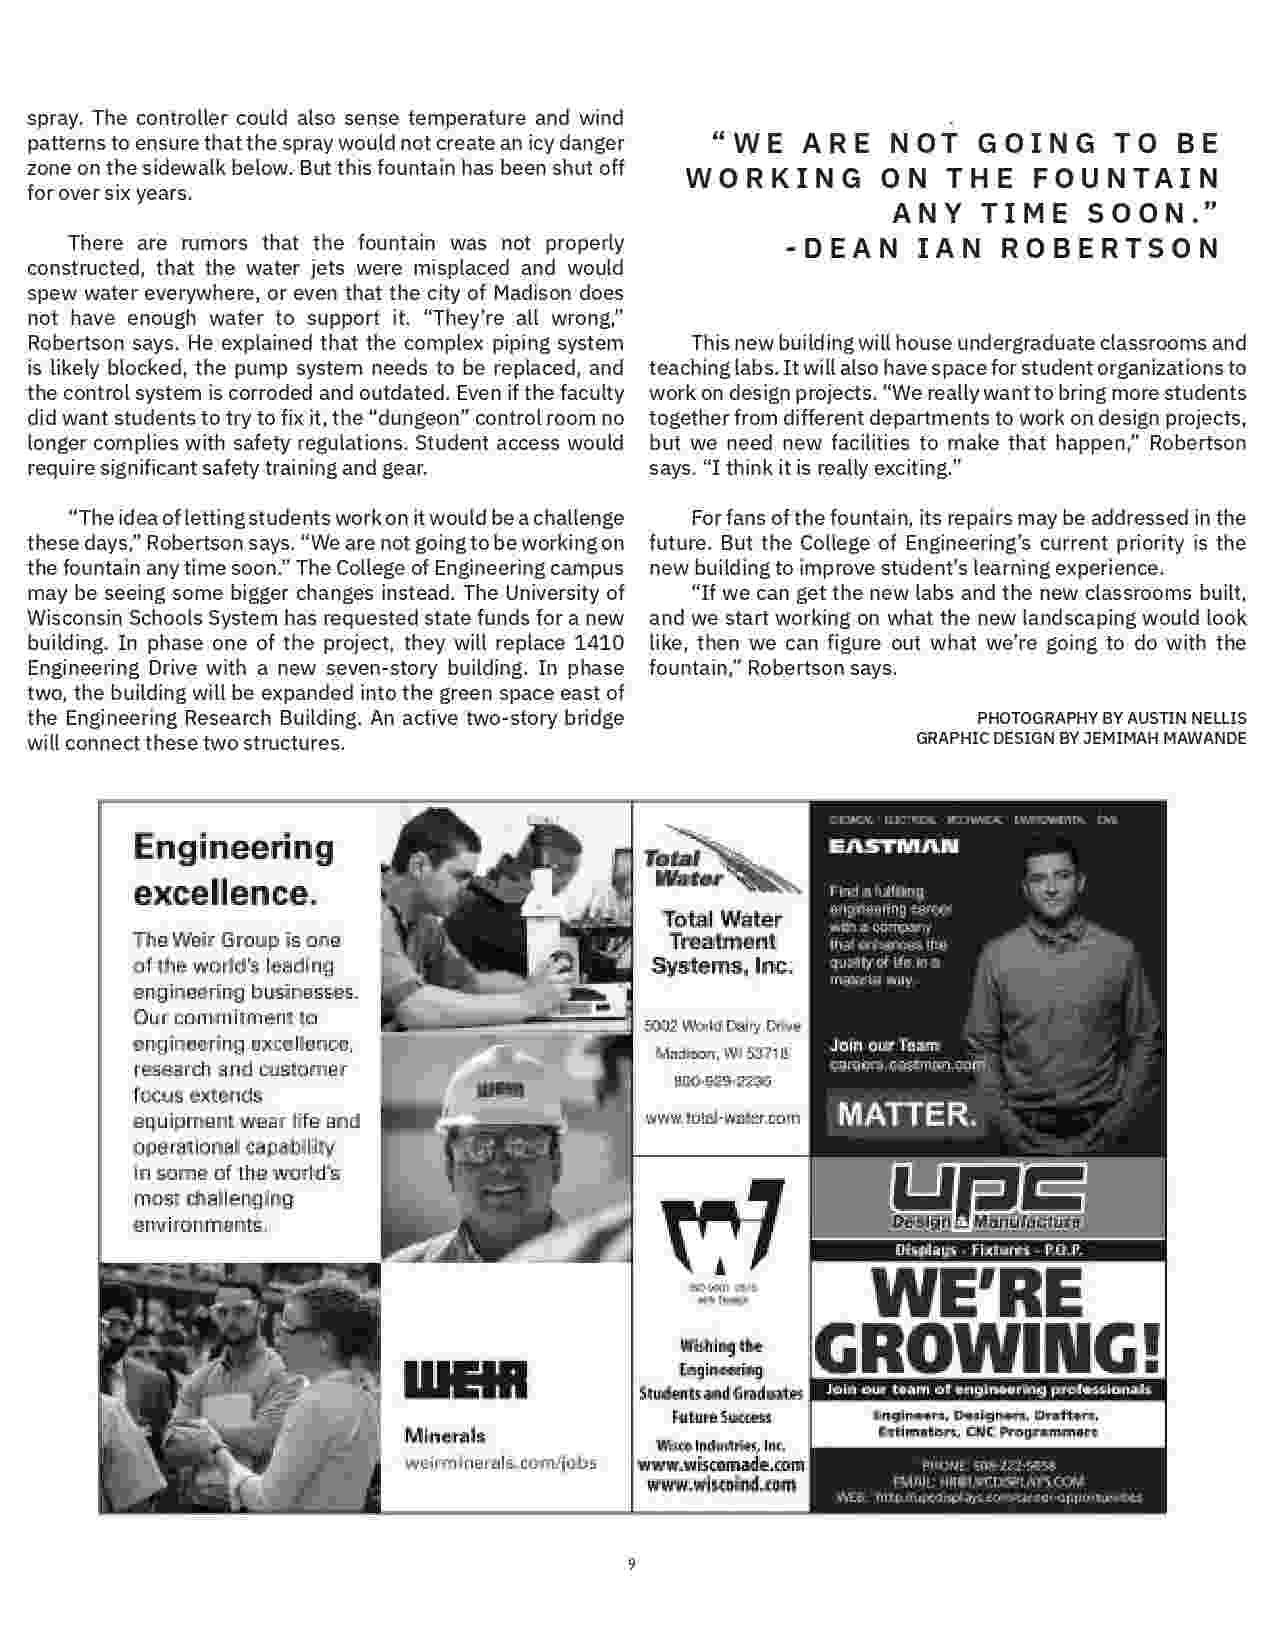 spray. The controller could also sense temperature and wind
patterns to ensure that the spray would not create an icy danger
zone on the sidewalk below. But this fountain has been shut off
for over six years.
There are rumors that the fountain was not properly
constructed, that the water jets were misplaced and would
spew water everywhere, or even that the city of Madison does
not have enough water to support it. “They’re all wrong,”
Robertson says. He explained that the complex piping system
is likely blocked, the pump system needs to be replaced, and
the control system is corroded and outdated. Even if the faculty
did want students to try to fix it, the “dungeon” control room no
longer complies with safety regulations. Student access would
require significant safety training and gear.
“The idea of letting students work on it would be a challenge
these days,” Robertson says. “We are not going to be working on
the fountain any time soon.” The College of Engineering campus
may be seeing some bigger changes instead. The University of
Wisconsin Schools System has requested state funds for a new
building. In phase one of the project, they will replace 1410
Engineering Drive with a new seven-story building. In phase
two, the building will be expanded into the green space east of
the Engineering Research Building. An active two-story bridge
will connect these two structures.
“WE ARE NOT GOING TO BE
WORKING ON THE FOUNTAIN
ANY TIME SOON.”
-DEAN IAN ROBERTSON
This new building will house undergraduate classrooms and
teaching labs. It will also have space for student organizations to
work on design projects. “We really want to bring more students
together from different departments to work on design projects,
but we need new facilities to make that happen,” Robertson
says. “I think it is really exciting.”
For fans of the fountain, its repairs may be addressed in the
future. But the College of Engineering’s current priority is the
new building to improve student’s learning experience.
“If we can get the new labs and the new classrooms built,
and we start working on what the new landscaping would look
like, then we can figure out what we’re going to do with the
fountain,” Robertson says.
PHOTOGRAPHY BY AUSTIN NELLIS
GRAPHIC DESIGN BY JEMIMAH MAWANDE
Engineering
excellence.
The Weir Group is one
of the world’s leading
engineering businesses.
Our commitment to
engineering excellence,
research and customer
focus extends
equipment wear life and
operational capability
in some of the world’s
most challenging
environments.
WEIR
WEIR
Minerals
weirminerals.com/jobs
Total
Water
Total Water
Treatment
Systems, Inc.
5002 World Dairy Drive
Madison, WI 53718
www.total-water.com
Wishing the
Engineering
Students and Graduates
Future Success
Wisco Industries, Inc.
www.wiscomade.com
www.wiscoind.com
CHEMICAL ELECTRICAL MECHANICAL ENVIRONMENTAL CIVIL
EASTMAN
Find a fulfilling
engineering career
with a company
that enhances the
quality of life in a
material way.
Join our Team
careers.eastman.com
MATTER.
UPC
Design & Manufacture
Displays - Fixtures - P.O.P.
WE’RE
GROWING!
Join our team of engineering professionals
Engineers, Designers, Drafters,
Estimators, CNC Programmers
PHONE:
EMAIL: HR@UPCDISPLAYS.COM
WEB: http://upcdisplays.com/career-opportunities
9